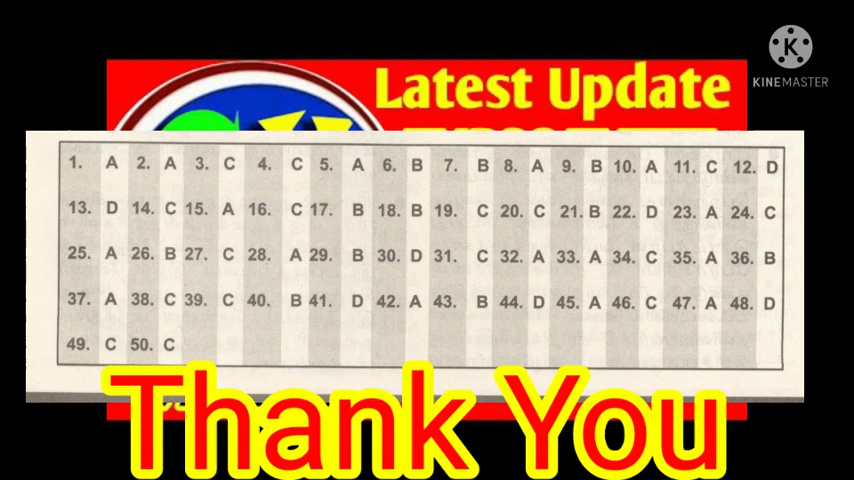 KINEMASTER
Latest Update
1. A 2. A 3. C 4. C 5. A 6. B 7. B 8. A 9. B 10. A 11. C 12. D
13. D 14. C 15. A 16. C 17. B 18. B 19. C 20. C 21. B 22. D 23. A 24. C
25. A 26. B 27. C 28. A 29. B 30. D 31. C 32. A 33. A 34. C 35. A 36. B
37. A 38. C 39. C 40. B 41. D 42. A 43. B 44. D 45. A 46. C 47. A 48. D
49. C 50. C
Thank You